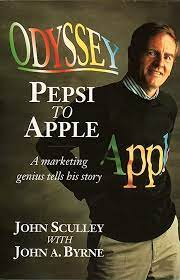 ODYSSEY
PEPSI
TO
APPLE
A marketing
genius tells his story
Appl
JOHN SCULLEY
WITH
JOHN A. BYRNE